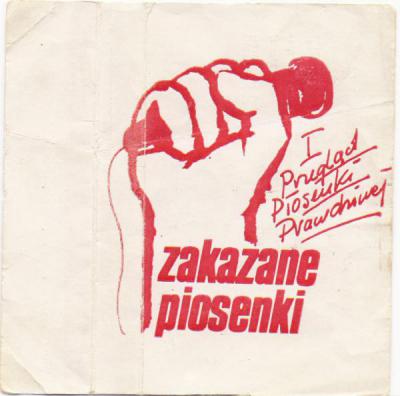 I
Przegląd
Piosenki
Prawdziwej
zakazane
piosenki